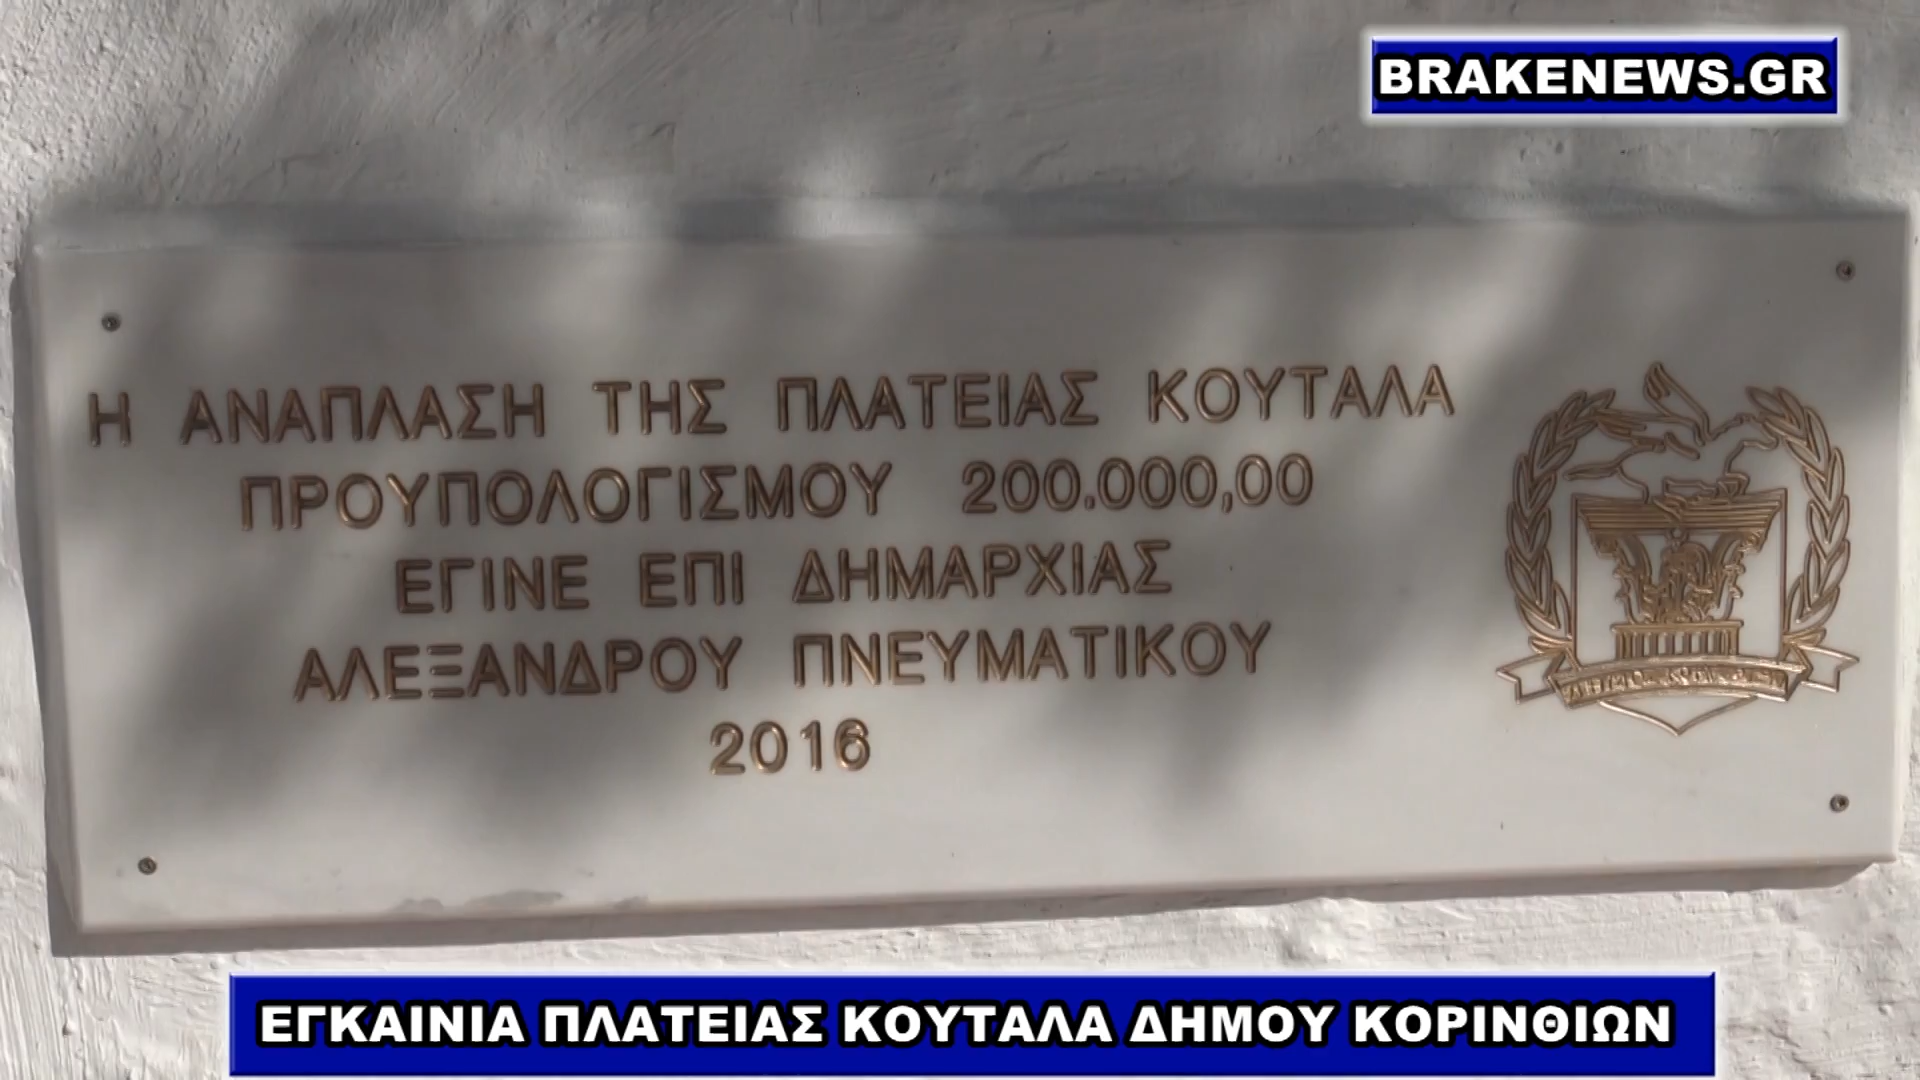 BRAKENEWS.GR
Η ΑΝΑΠΛΑΣΗ ΤΗΣ ΠΛΑΤΕΙΑΣ ΚΟΥΤΑΛΑ
ΠΡΟΥΠΟΛΟΓΙΣΜΟΥ 200.000,00
ΕΓΙΝΕ ΕΠΙ ΔΗΜΑΡΧΙΑΣ
ΑΛΕΞΑΝΔΡΟΥ ΠΝΕΥΜΑΤΙΚΟΥ
2016
ΕΓΚΑΙΝΙΑ ΠΛΑΤΕΙΑΣ ΚΟΥΤΑΛΑ ΔΗΜΟΥ ΚΟΡΙΝΘΙΩΝ